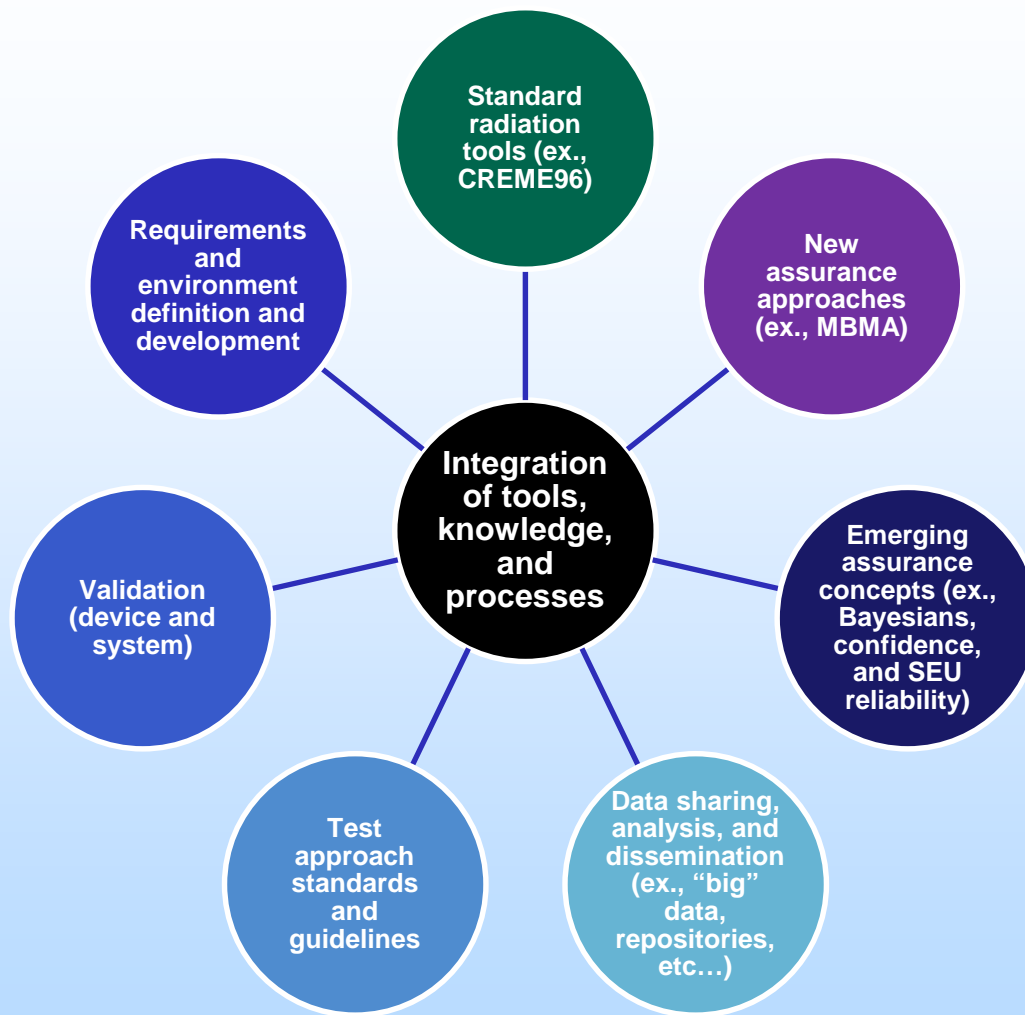 Standard
radiation
tools (ex.,
CREME96)
New
assurance
approaches
(ex., MBMA)
Emerging
assurance
concepts (ex.,
Bayesians,
confidence,
and SEU
reliability)
Data sharing,
analysis, and
dissemination
(ex., “big”
data,
repositories,
etc…)
Test
approach
standards
and
guidelines
Validation
(device and
system)
Requirements
and
environment
definition and
development
Integration
of tools,
knowledge,
and
processes